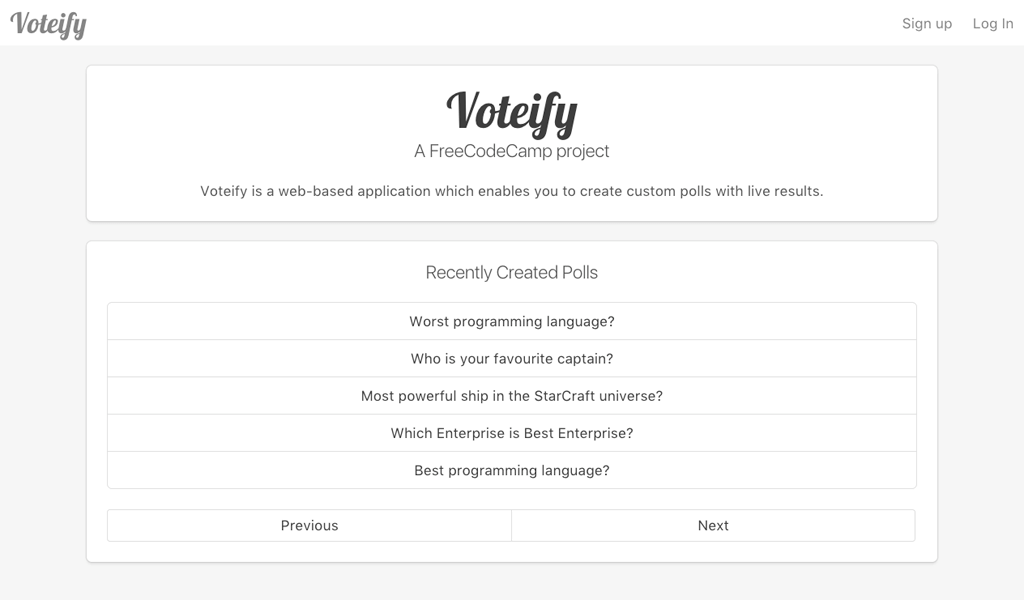 Voteify
Sign up
Log In
Voteify
A FreeCodeCamp project
Voteify is a web-based application which enables you to create custom polls with live results.
Recently Created Polls
Worst programming language?
Who is your favourite captain?
Most powerful ship in the StarCraft universe?
Which Enterprise is Best Enterprise?
Best programming language?
Previous
Next